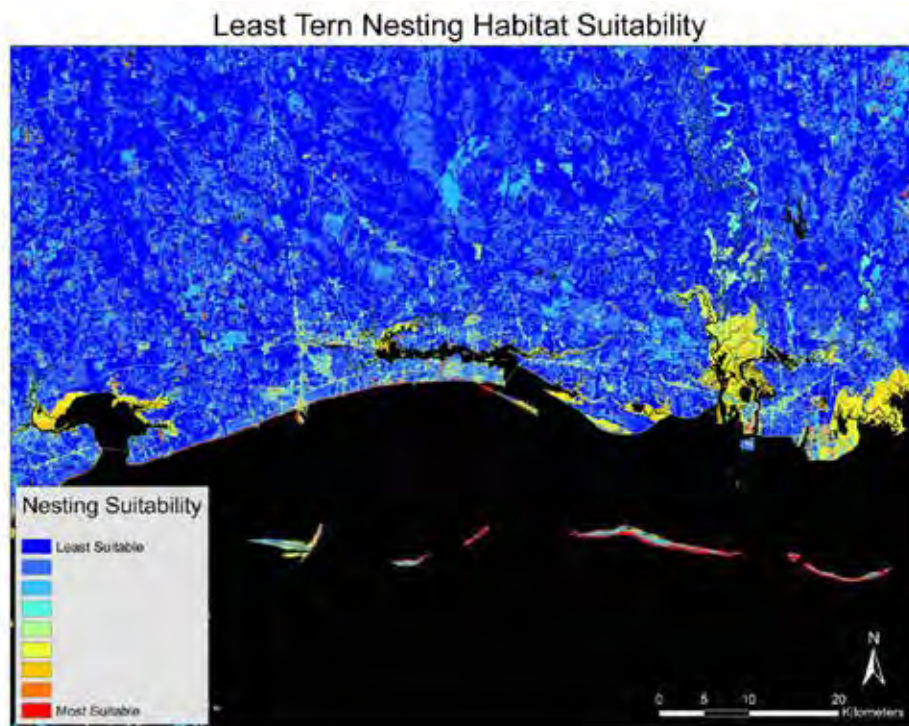 Least Tern Nesting Habitat Suitability
Nesting Suitability
Least Suitable
Most Suitable
N
0 5 10 20
Kilometers